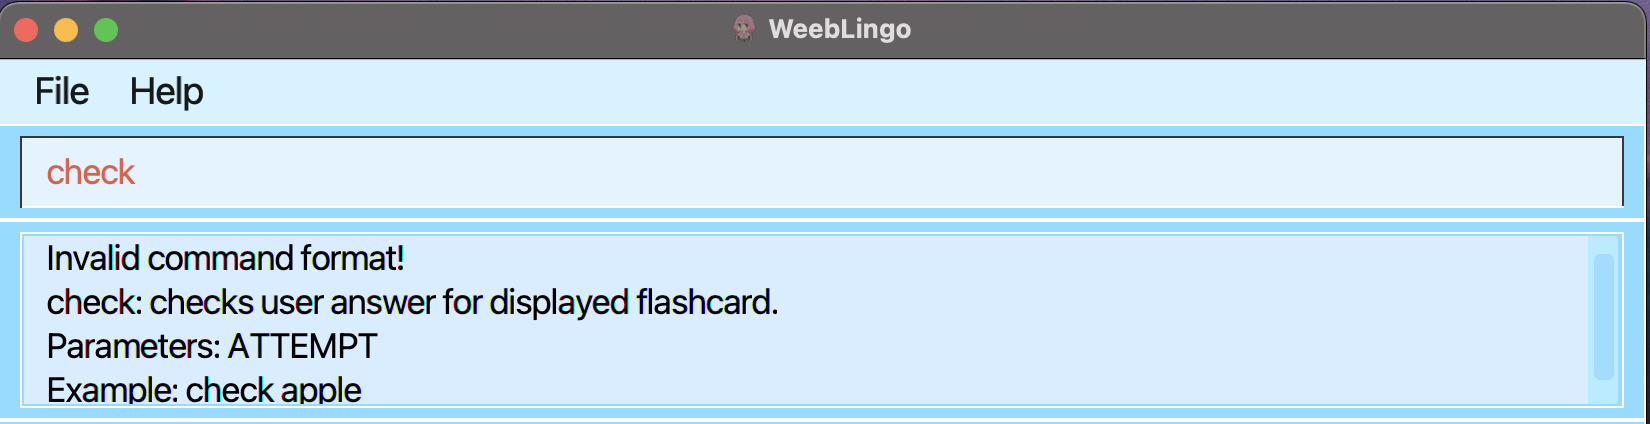 WeebLingo
File Help
check
Invalid command format!
check: checks user answer for displayed flashcard.
Parameters: ATTEMPT
Example: check apple